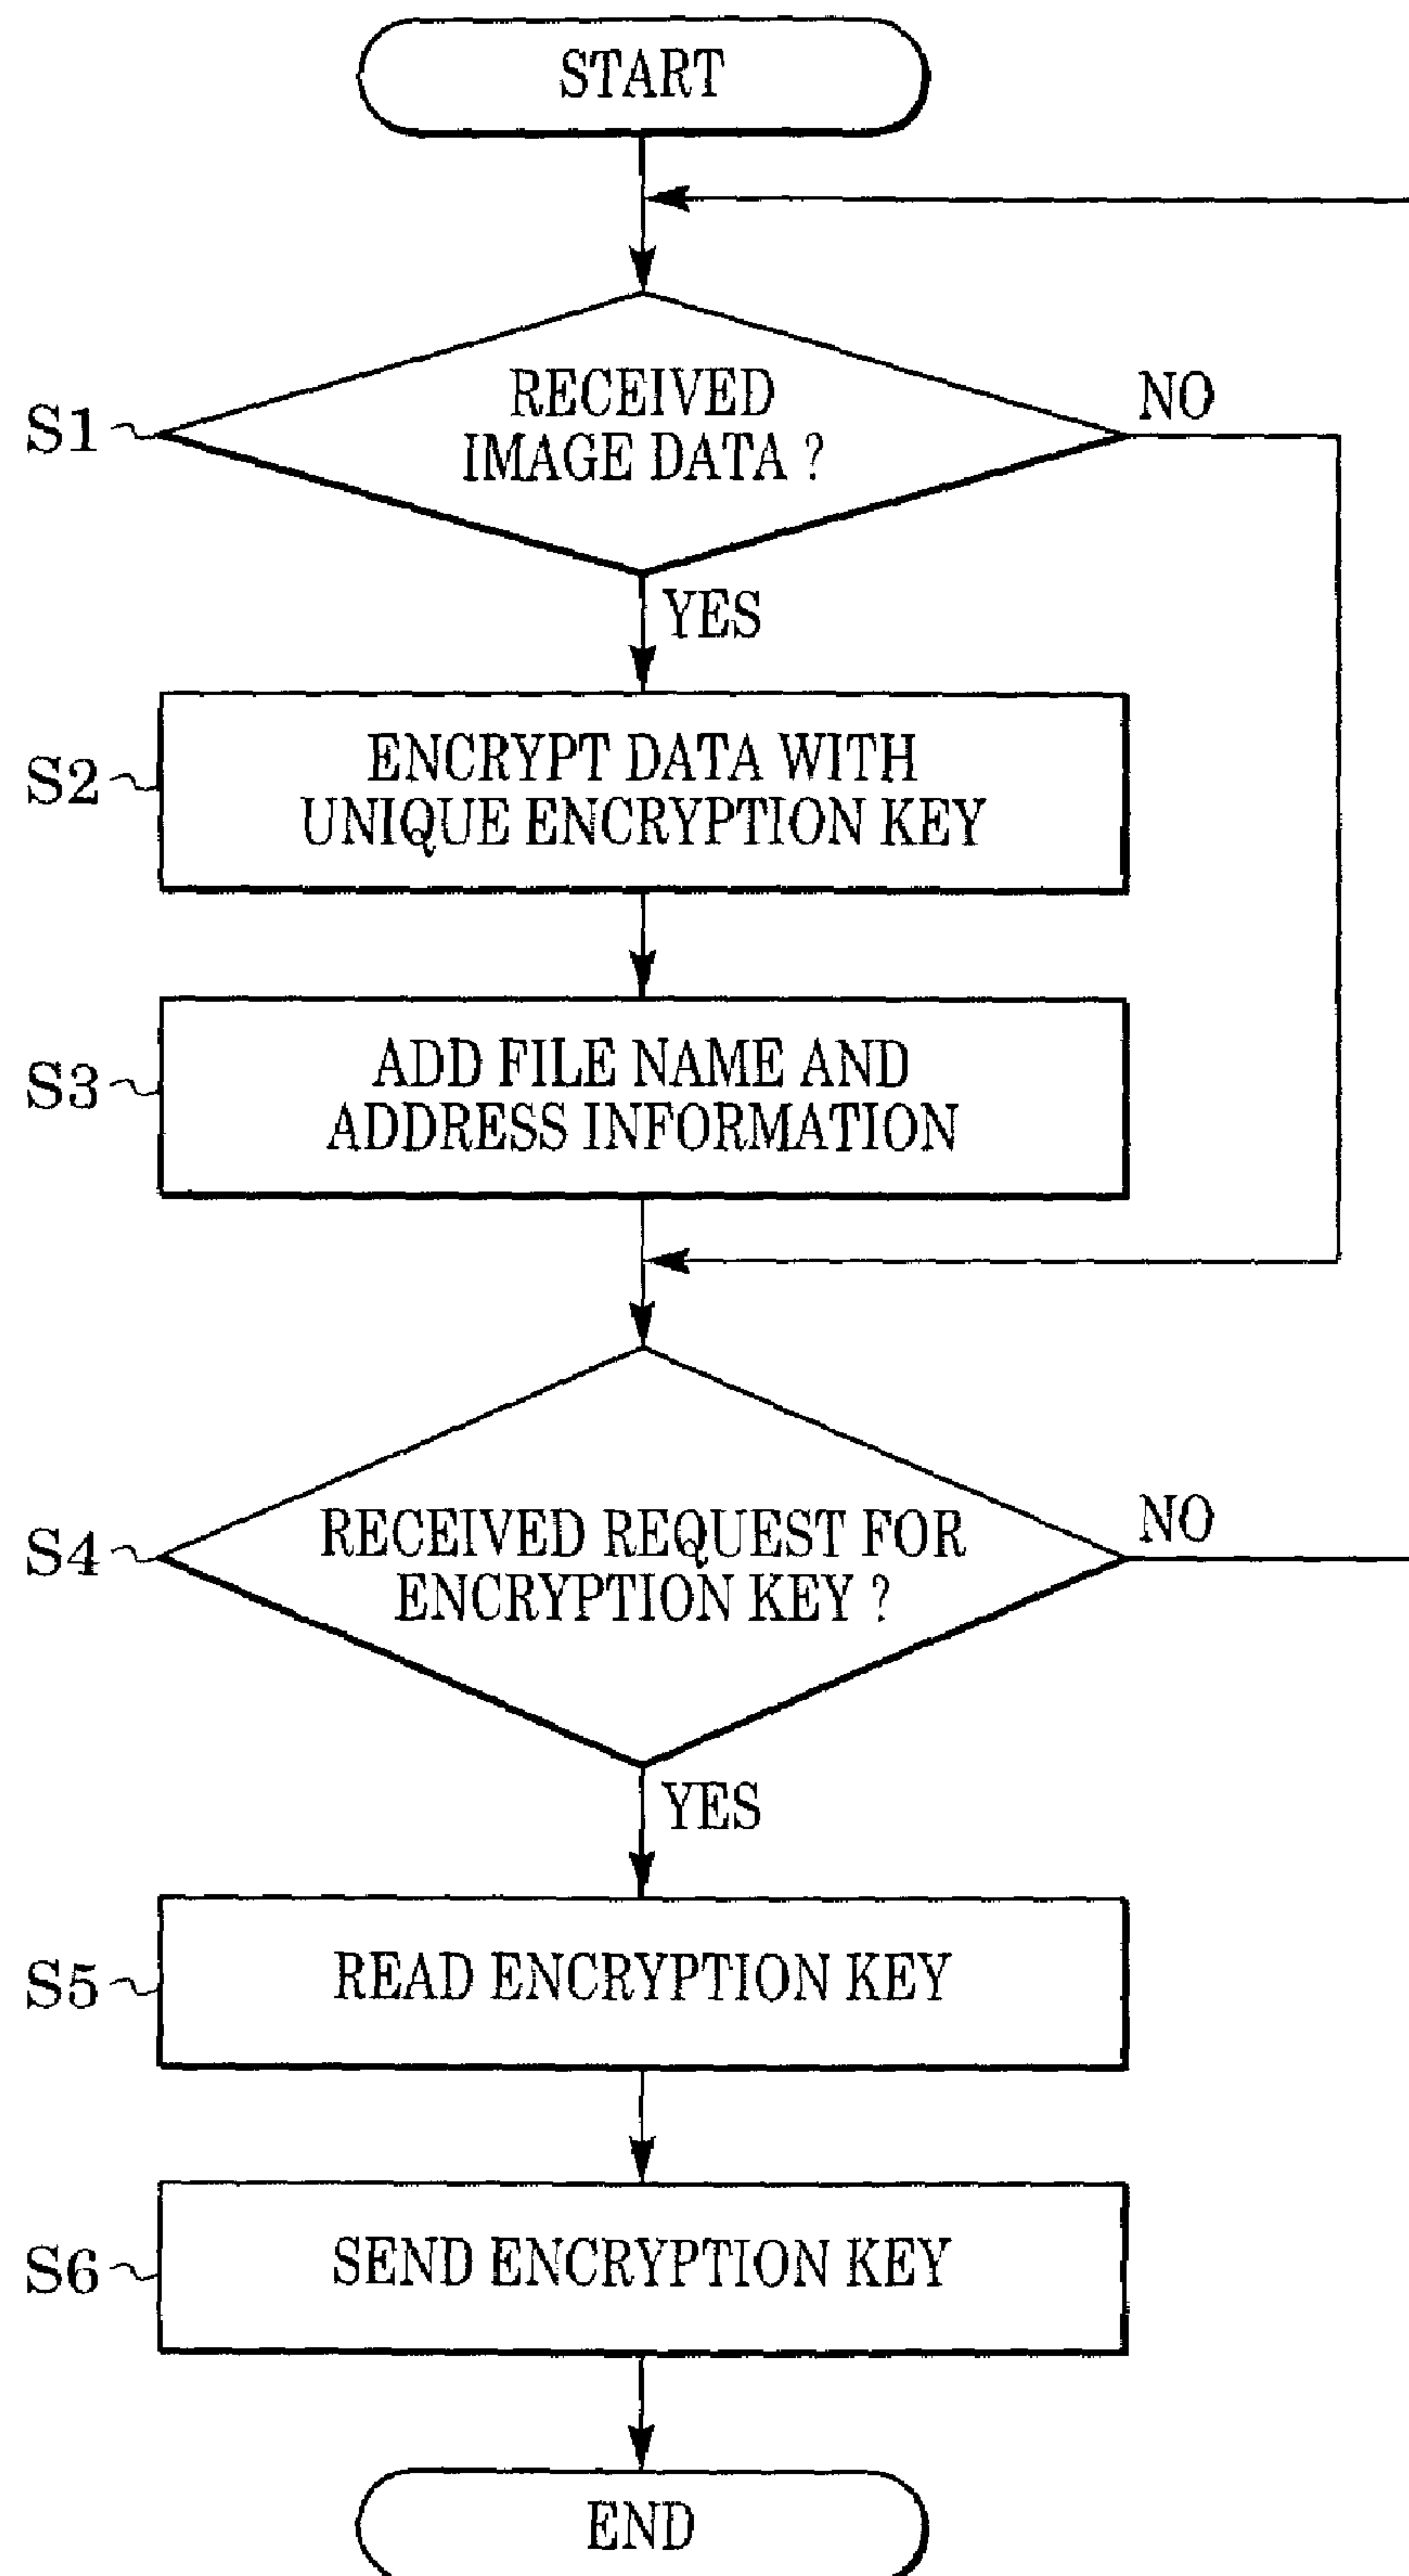 START
RECEIVED
IMAGE DATA ?
NO
S1
YES
ENCRYPT DATA WITH
UNIQUE ENCRYPTION KEY
S2
ADD FILE NAME AND
ADDRESS INFORMATION
S3
RECEIVED REQUEST FOR
ENCRYPTION KEY ?
NO
S4
YES
READ ENCRYPTION KEY
S5
SEND ENCRYPTION KEY
S6
END